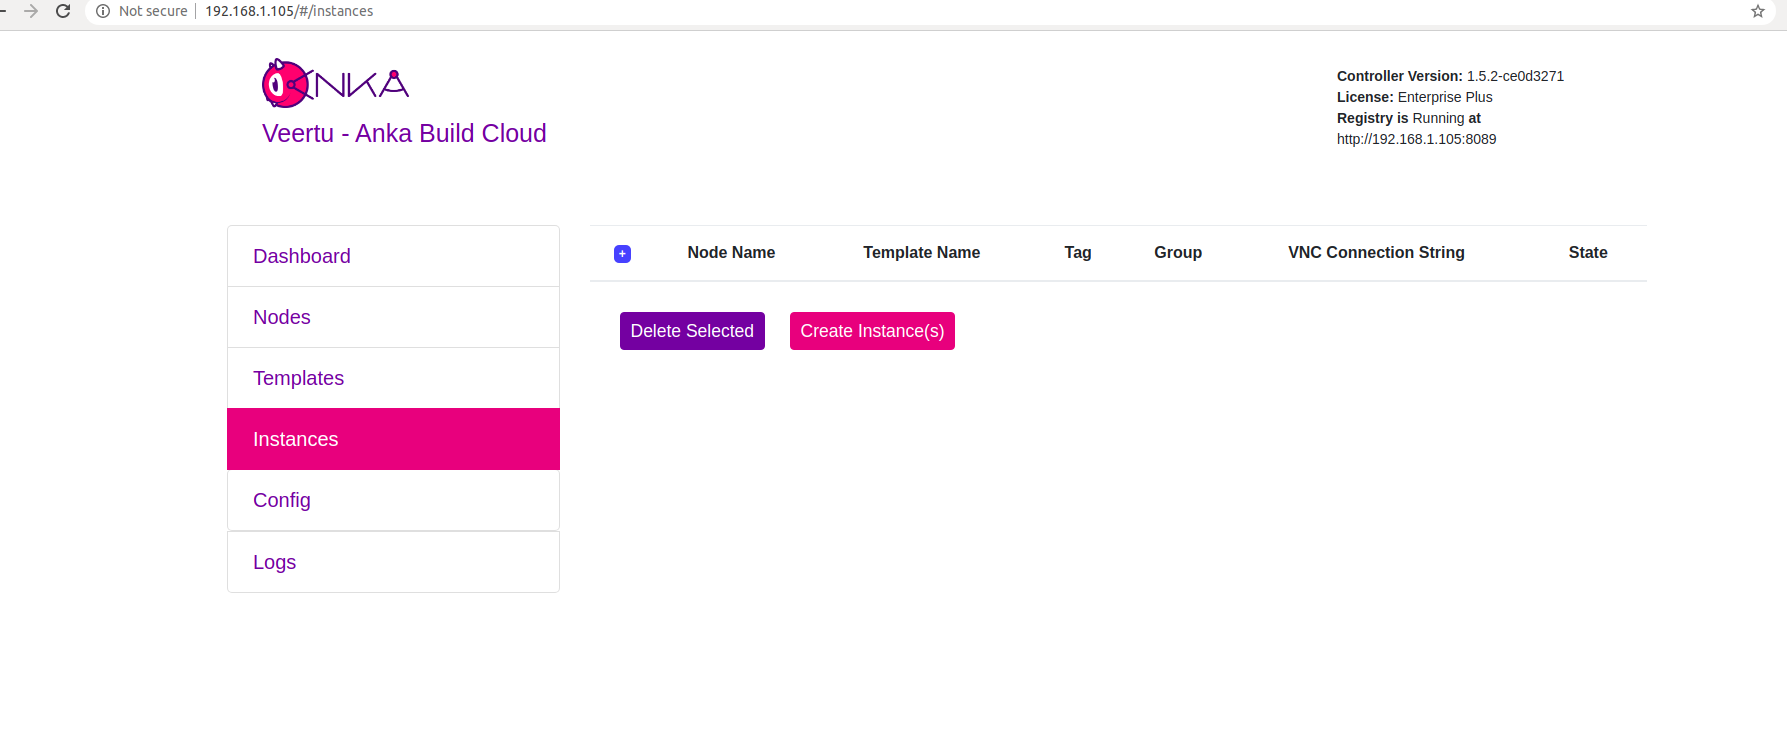 Not secure 192.168.1.105/#/instances
ANKA
Veertu - Anka Build Cloud
Controller Version: 1.5.2-ce0d3271
License: Enterprise Plus
Registry is Running at
http://192.168.1.105:8089
Dashboard
Nodes
Templates
Instances
Config
Logs
+ Node Name Template Name Tag Group VNC Connection String State
Delete Selected Create Instance(s)